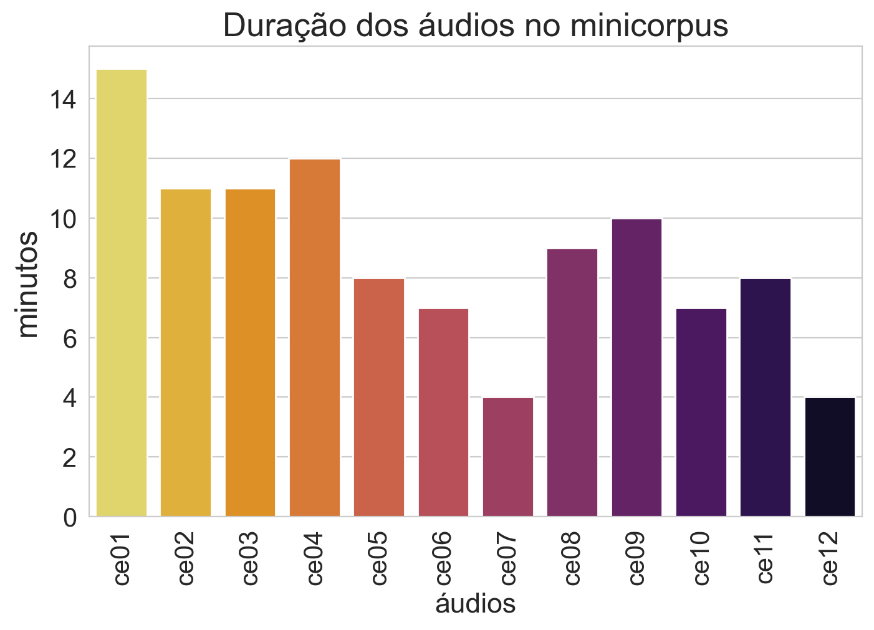 Duração dos áudios no minicorpus
minutos
14
12
10
8
6
4
2
0
ce01
ce02
ce03
ce04
ce05
ce06
ce07
ce08
ce09
ce10
ce11
ce12
áudios